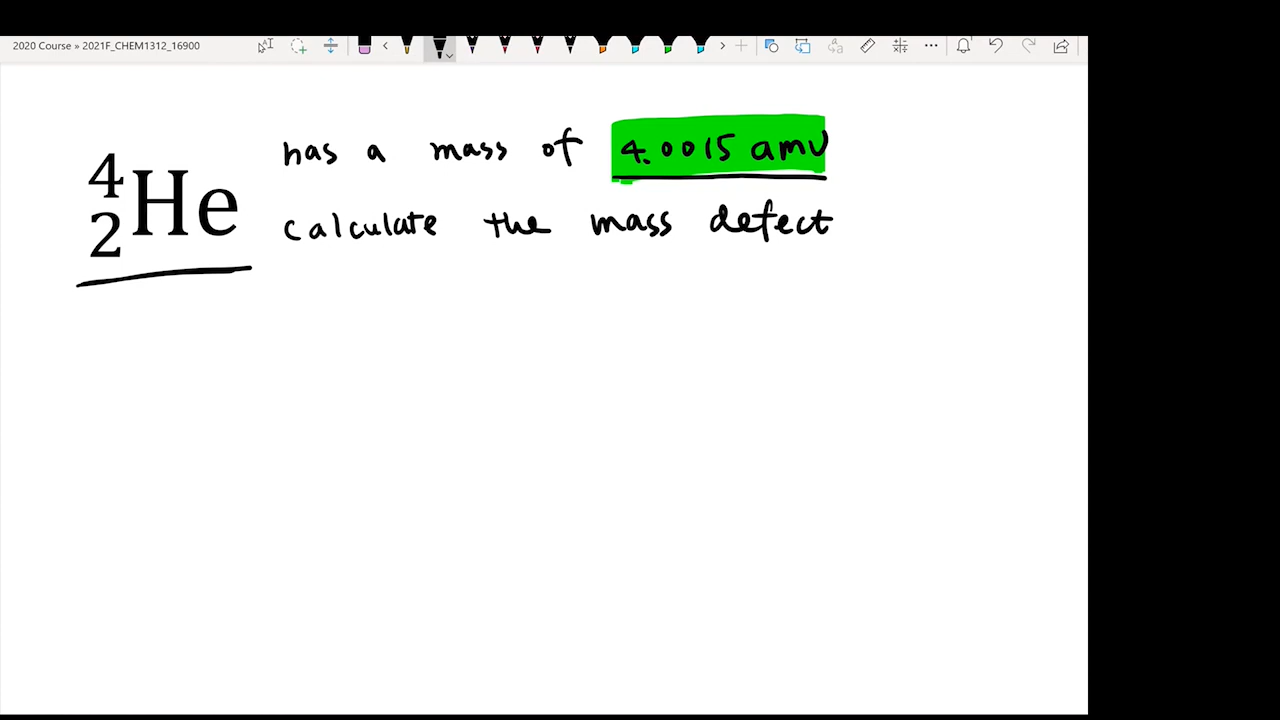 2020 Course » 2021F_CHEM1312_16900
has a mass of 4.0015 amu
4
2He
calculate the mass defect